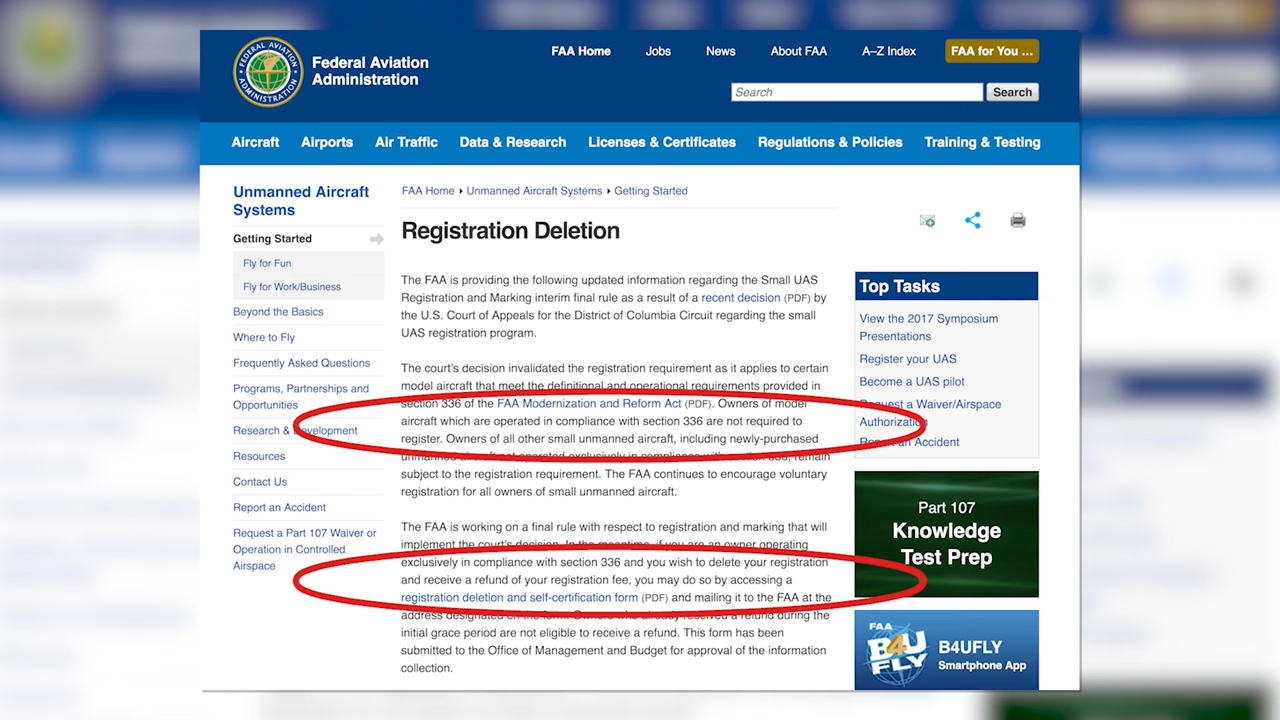 FEDERAL AVIATION
ADMINISTRATION
Federal Aviation
Administration
FAA Home
Jobs
News
About FAA
A–Z Index
FAA for You ...
Search
Search
Aircraft
Airports
Air Traffic
Data & Research
Licenses & Certificates
Regulations & Policies
Training & Testing
Unmanned Aircraft
Systems
Getting Started
Fly for Fun
Fly for Work/Business
Beyond the Basics
Where to Fly
Frequently Asked Questions
Programs, Partnerships and
Opportunities
Research & Development
Resources
Contact Us
Report an Accident
Request a Part 107 Waiver or
Operation in Controlled
Airspace
FAA Home Unmanned Aircraft Systems Getting Started
Registration Deletion
The FAA is providing the following updated information regarding the Small UAS
Registration and Marking interim final rule as a result of a recent decision (PDF) by
the U.S. Court of Appeals for the District of Columbia Circuit regarding the small
UAS registration program.
The court's decision invalidated the registration requirement as it applies to certain
model aircraft that meet the definitional and operational requirements provided in
section 336 of the FAA Modernization and Reform Act (PDF). Owners of model
aircraft which are operated in compliance with section 336 are not required to
register. Owners of all other small unmanned aircraft, including newly-purchased
unmanned aircraft not operated exclusively in compliance with section 336, remain
subject to the registration requirement. The FAA continues to encourage voluntary
registration for all owners of small unmanned aircraft.
The FAA is working on a final rule with respect to registration and marking that will
implement the court's decision. In the meantime, if you are an owner operating
exclusively in compliance with section 336 and you wish to delete your registration
and receive a refund of your registration fee, you may do so by accessing a
registration deletion and self-certification form (PDF) and mailing it to the FAA at the
address designated on the form. Owners who already received a refund during the
initial grace period are not eligible to receive a refund. This form has been
submitted to the Office of Management and Budget for approval of the information
collection.
Top Tasks
View the 2017 Symposium
Presentations
Register your UAS
Become a UAS pilot
Request a Waiver/Airspace
Authorization
Report an Accident
Part 107
Knowledge
Test Prep
FAA
B4U
FLY
B4UFLY
Smartphone App